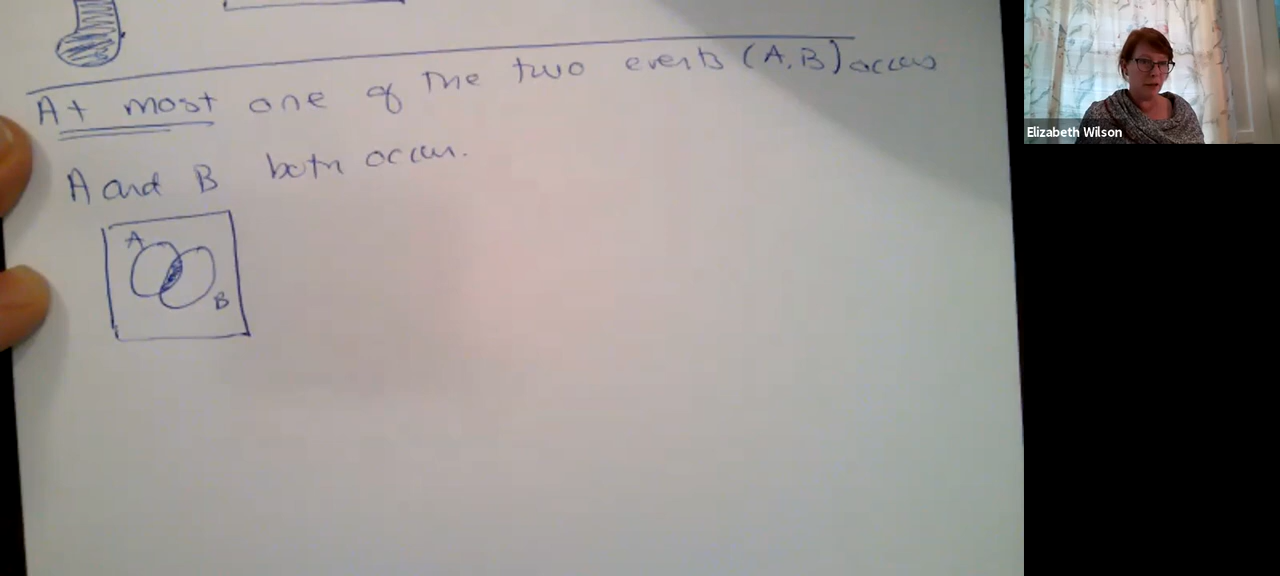 At most one of the two events (A,B) occurs
A and B both occur.
A
B
Elizabeth Wilson